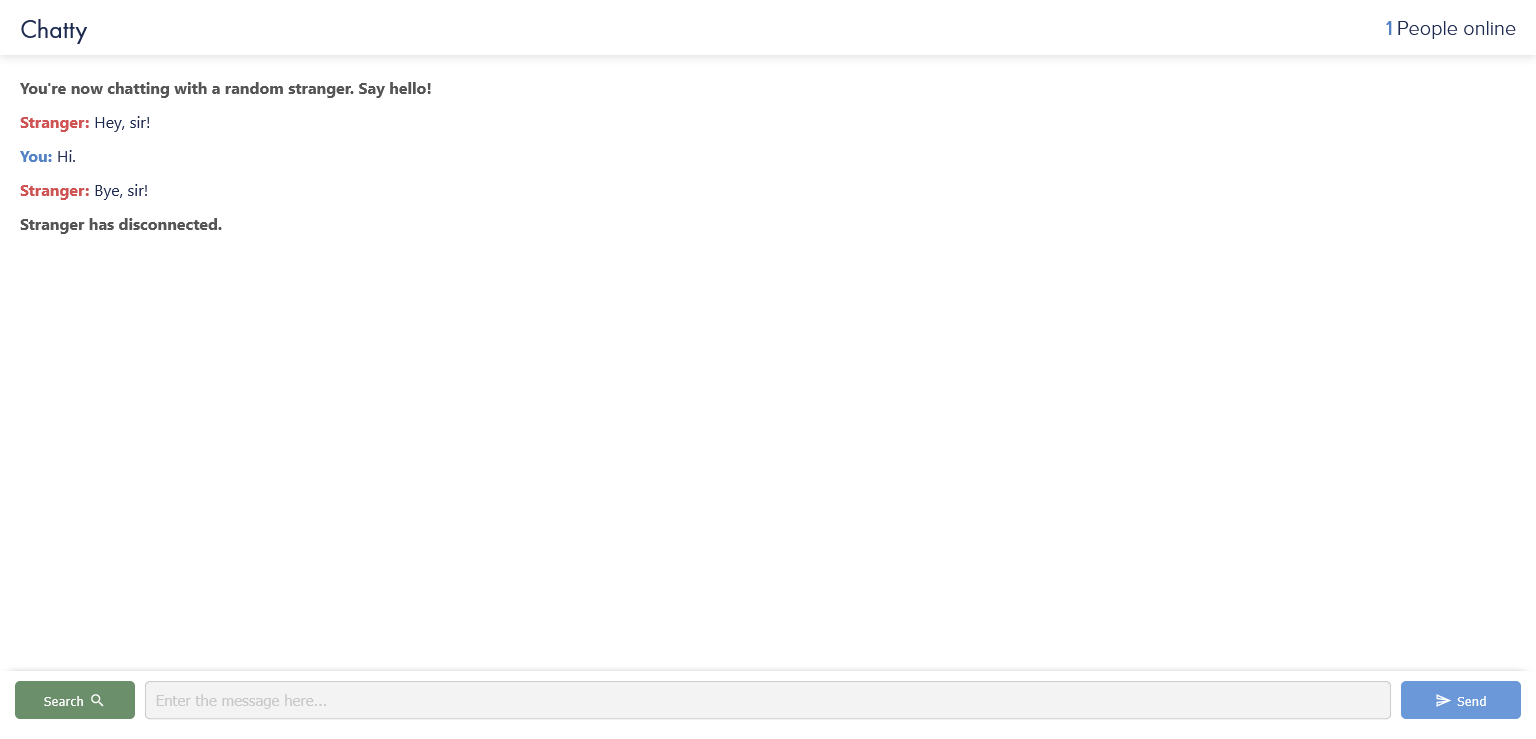 Chatty
1 People online
You're now chatting with a random stranger. Say hello!
Stranger: Hey, sir!
You: Hi.
Stranger: Bye, sir!
Stranger has disconnected.
Search
Enter the message here...
Send